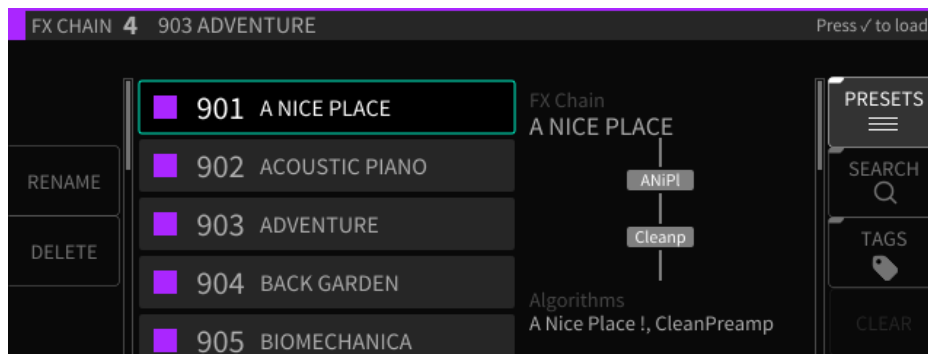 FX CHAIN 4 903 ADVENTURE
Press ✓ to load
RENAME
DELETE
901 A NICE PLACE
902 ACOUSTIC PIANO
903 ADVENTURE
904 BACK GARDEN
905 BIOMECHANICA
FX Chain
A NICE PLACE
ANiPl
Cleanp
Algorithms
A Nice Place !, CleanPreamp
PRESETS
SEARCH
TAGS
CLEAR